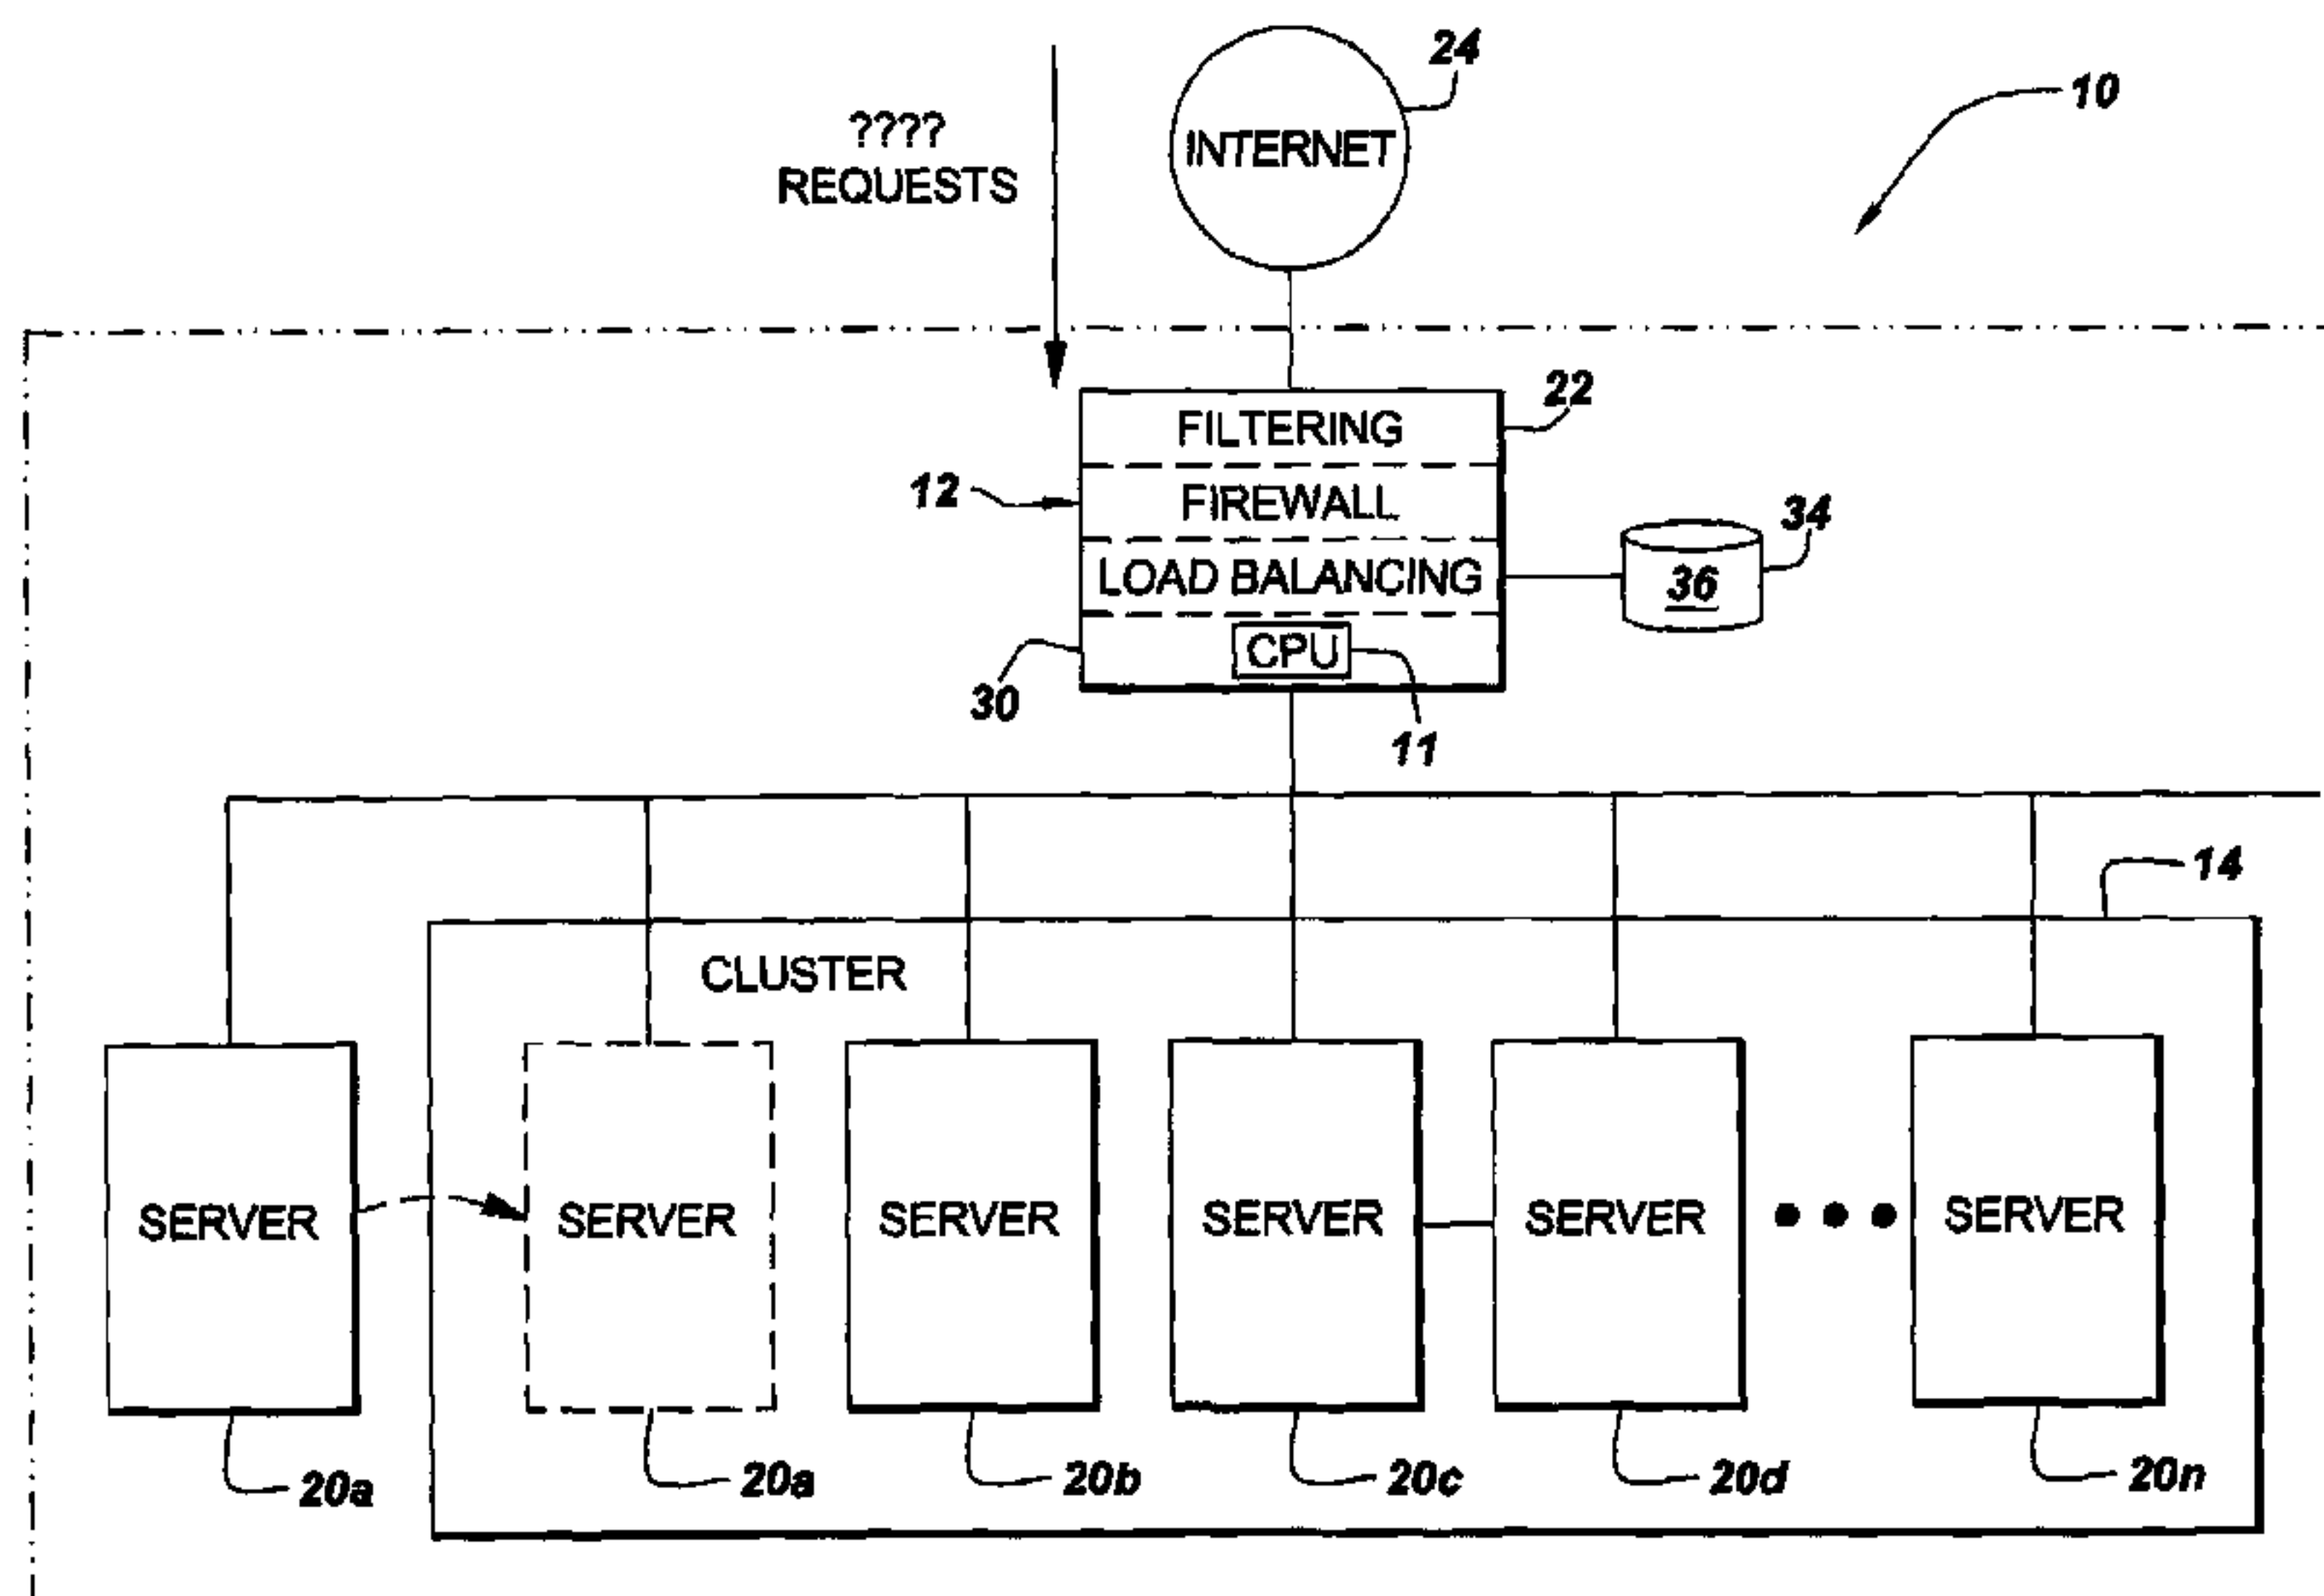 24
10
????
REQUESTS
INTERNET
22
FILTERING
12
FIREWALL
34
LOAD BALANCING
36
CPU
30
11
14
CLUSTER
SERVER
SERVER
SERVER
SERVER
SERVER
SERVER
20a
20a
20b
20c
20d
20n